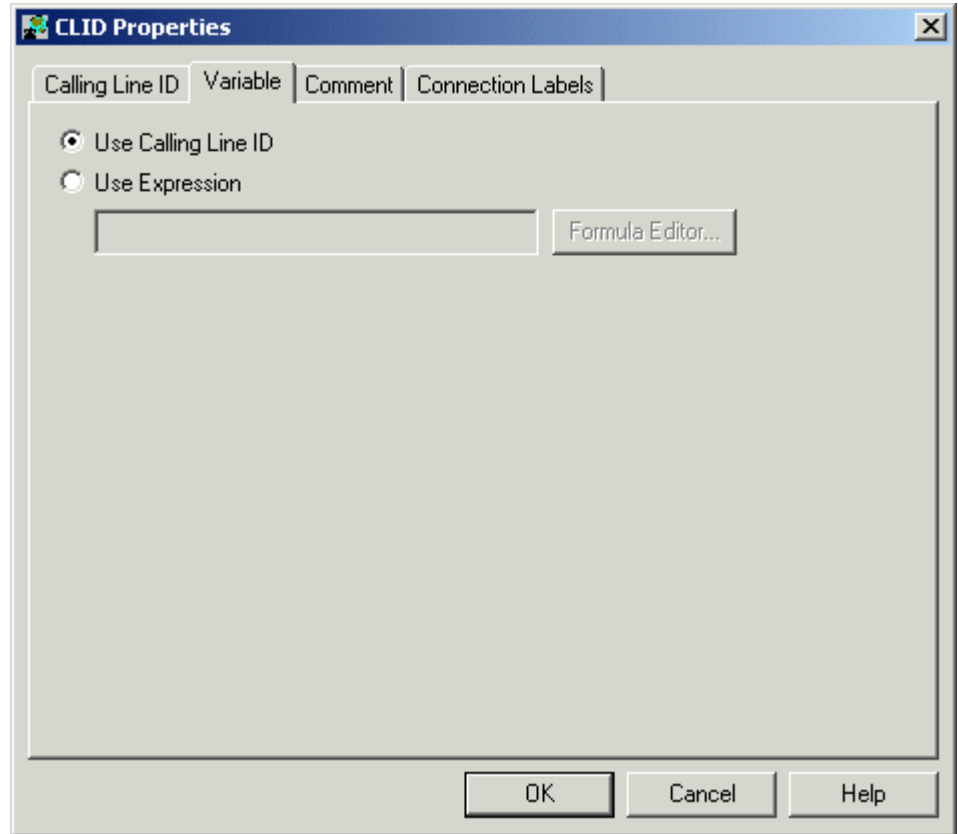 CLID Properties
Calling Line ID Variable Comment Connection Labels
Use Calling Line ID
Use Expression
Formula Editor...
OK Cancel Help